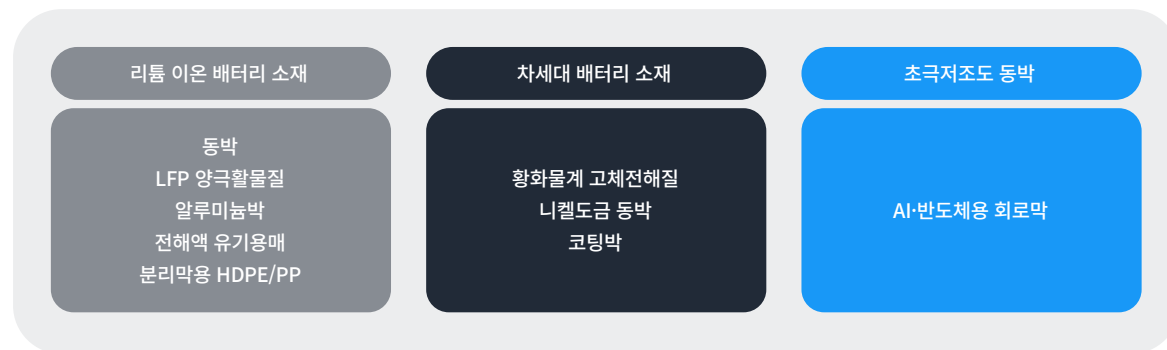 리튬 이온 배터리 소재
동박
LFP 양극활물질
알루미늄박
전해액 유기용매
분리막용 HDPE/PP
차세대 배터리 소재
황화물계 고체전해질
니켈도금 동박
코팅박
초극저조도 동박
AI·반도체용 회로막